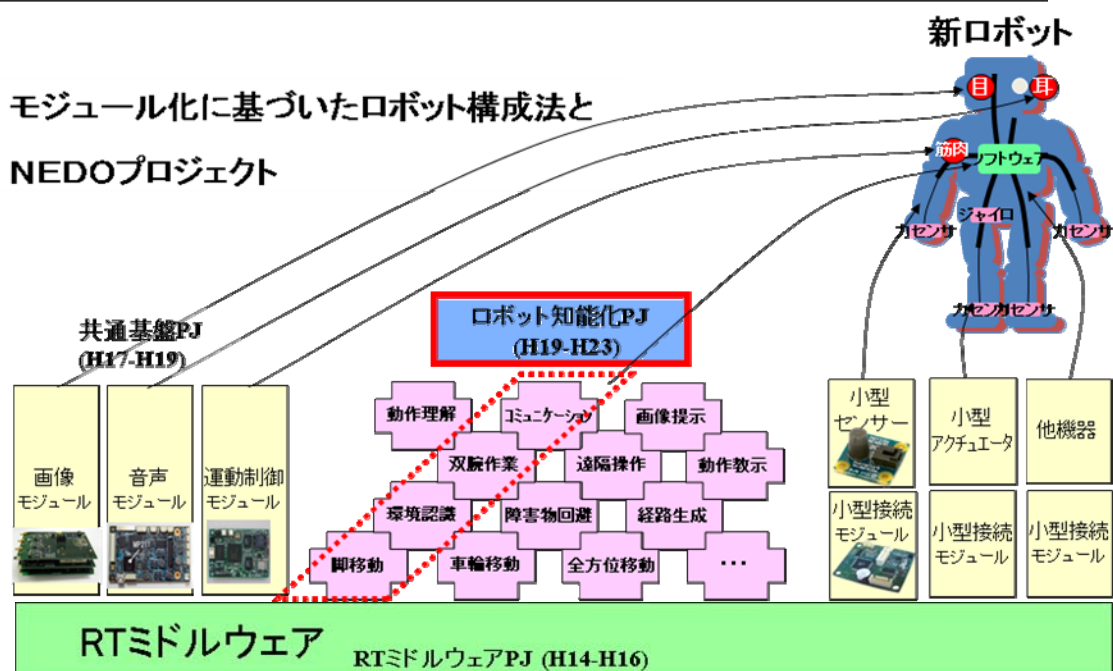 新ロボット
モジュール化に基づいたロボット構成法と
NEDOプロジェクト
目
耳
筋肉
ソフトウェア
ジャイロ
力センサ
力センサ
力センサ
力センサ
共通基盤PJ
(H17-H19)
ロボット知能化PJ
(H19-H23)
画像
モジュール
音声
モジュール
運動制御
モジュール
動作理解
コミュニケーション
画像提示
双腕作業
遠隔操作
動作教示
環境認識
障害物回避
経路生成
脚移動
車輪移動
全方位移動
…
小型
センサー
小型
アクチュエータ
他機器
小型接続
モジュール
小型接続
モジュール
小型接続
モジュール
RTミドルウェア
RTミドルウェアPJ (H14-H16)